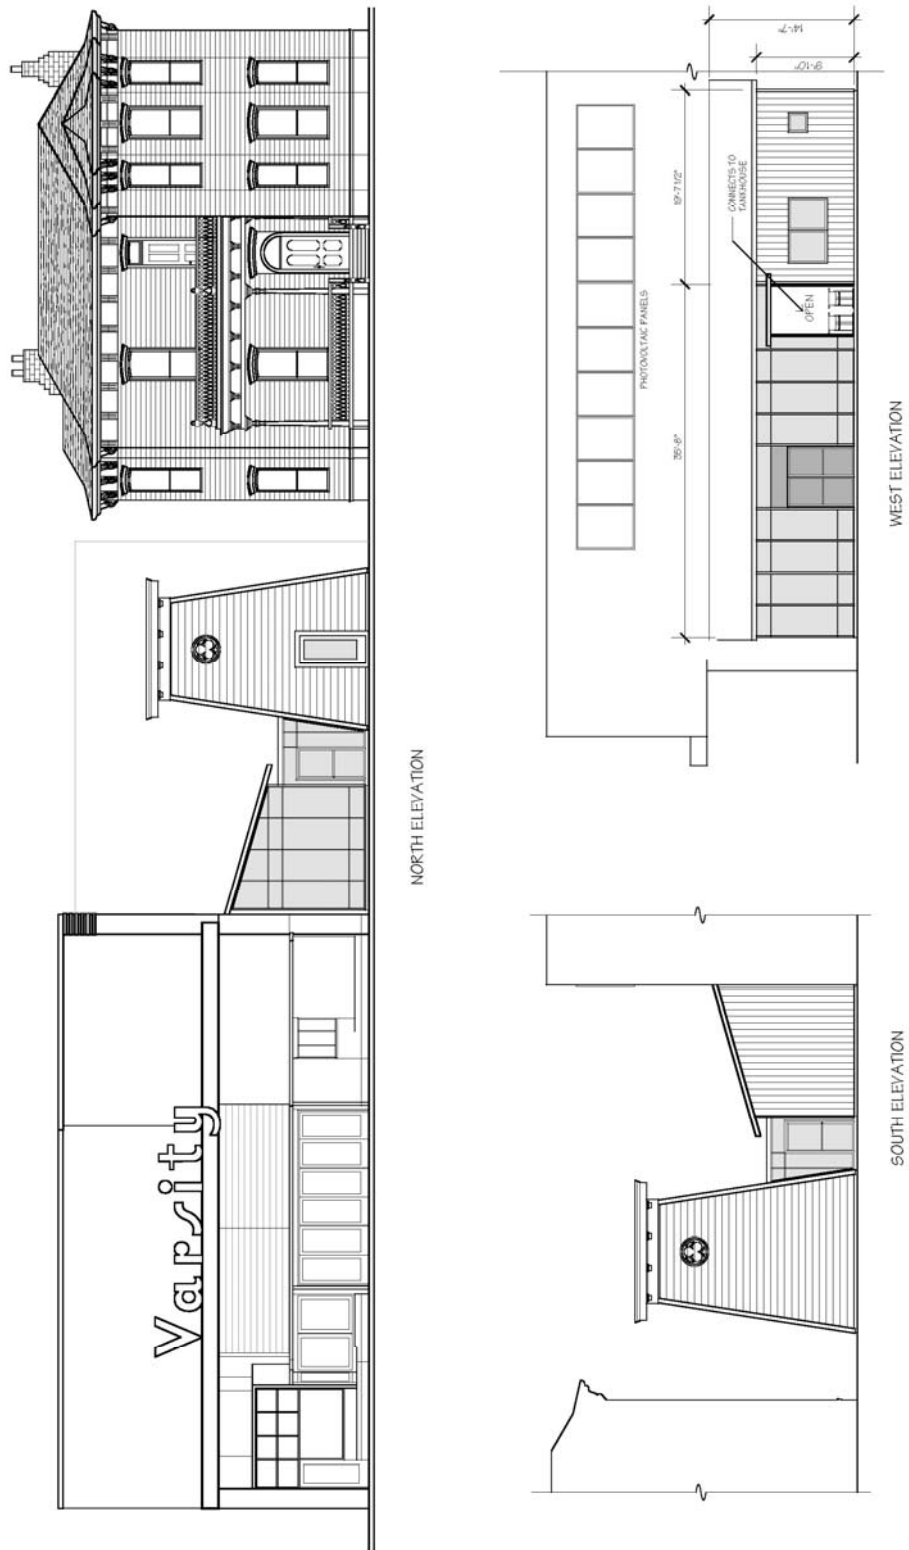 Varsity
NORTH ELEVATION
SOUTH ELEVATION
OPEN
CONNECTS TO
TANKHOUSE
PHOTOVOLTAIC PANELS
35'-8"
19'-7 1/2"
9'-10"
14'-7"
WEST ELEVATION